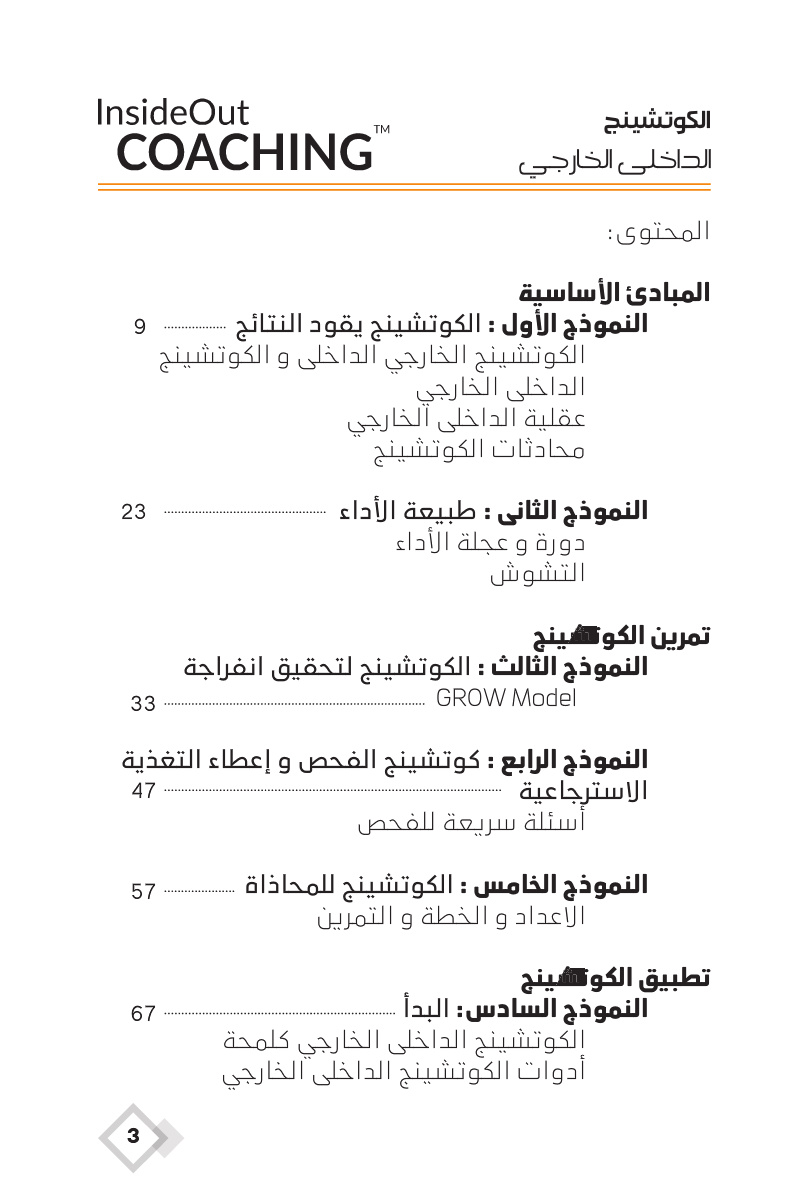 InsideOut
COACHING™
الكوتشينج
الداخلى الخارجي
المحتوى:
المبادئ الأساسية
النموذج الأول : الكوتشينج يقود النتائج 9
الكوتشينج الخارجي الداخلى و الكوتشينج
الداخلى الخارجي
عقلية الداخلى الخارجي
محادثات الكوتشينج
النموذج الثانى : طبيعة الأداء 23
دورة و عجلة الأداء
التشوش
تمرين الكوتشينج
النموذج الثالث : الكوتشينج لتحقيق انفراجة
GROW Model 33
النموذج الرابع : كوتشينج الفحص و إعطاء التغذية
الاسترجاعية 47
أسئلة سريعة للفحص
النموذج الخامس : الكوتشينج للمحاذاة 57
الاعداد و الخطة و التمرين
تطبيق الكوتشينج
النموذج السادس: البدأ 67
الكوتشينج الداخلى الخارجي كلمحة
أدوات الكوتشينج الداخلى الخارجي
3